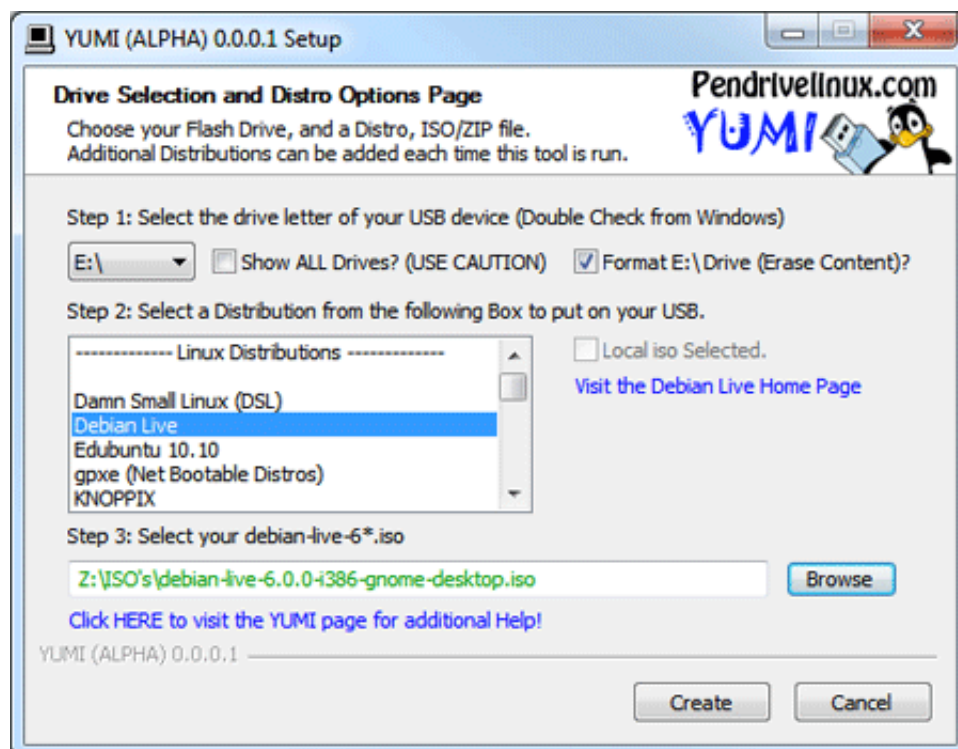 YUMI (ALPHA) 0.0.0.1 Setup
Drive Selection and Distro Options Page
Choose your Flash Drive, and a Distro, ISO/ZIP file.
Additional Distributions can be added each time this tool is run.
Pendrivelinux.com
YUMI
Step 1: Select the drive letter of your USB device (Double Check from Windows)
E:\ Show ALL Drives? (USE CAUTION) Format E:\ Drive (Erase Content)?
Step 2: Select a Distribution from the following Box to put on your USB.
------------- Linux Distributions -------------
Damn Small Linux (DSL)
Debian Live
Edubuntu 10.10
gpxe (Net Bootable Distros)
KNOPPIX
Local iso Selected.
Visit the Debian Live Home Page
Step 3: Select your debian-live-6*.iso
Z:\ISO's\debian-live-6.0.0-i386-gnome-desktop.iso Browse
Click HERE to visit the YUMI page for additional Help!
YUMI (ALPHA) 0.0.0.1
Create Cancel